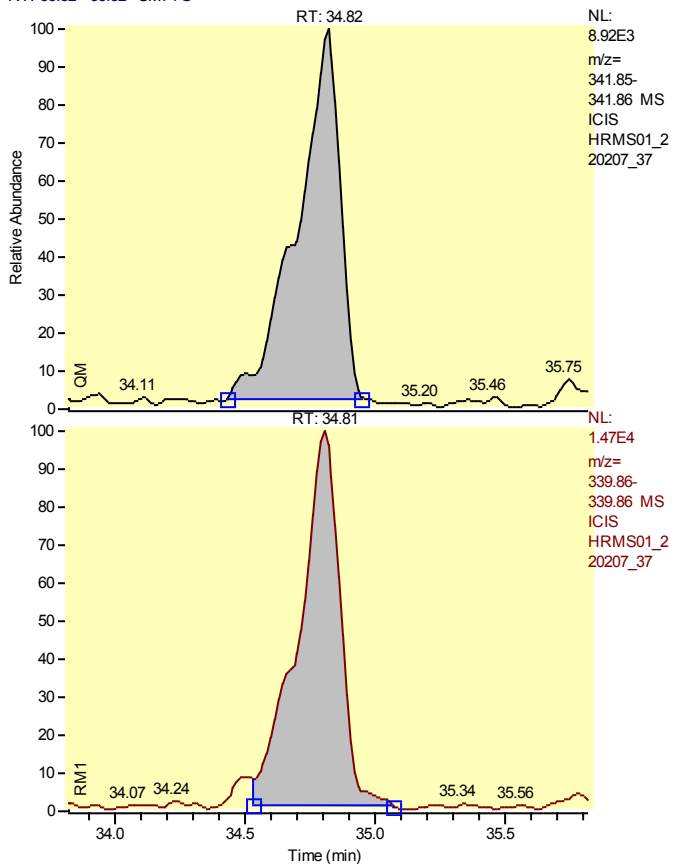 RT: 34.82
NL:
8.92E3
m/z=
341.85-
341.86 MS
ICIS
HRMS01_2
20207_37
100
90
80
70
60
50
40
30
20
10
0
Relative Abundance
QM
34.11
35.20
35.46
35.75
RT: 34.81
NL:
1.47E4
m/z=
339.86-
339.86 MS
ICIS
HRMS01_2
20207_37
100
90
80
70
60
50
40
30
20
10
0
RM1
34.07
34.24
35.34
35.56
34.0
34.5
35.0
35.5
Time (min)